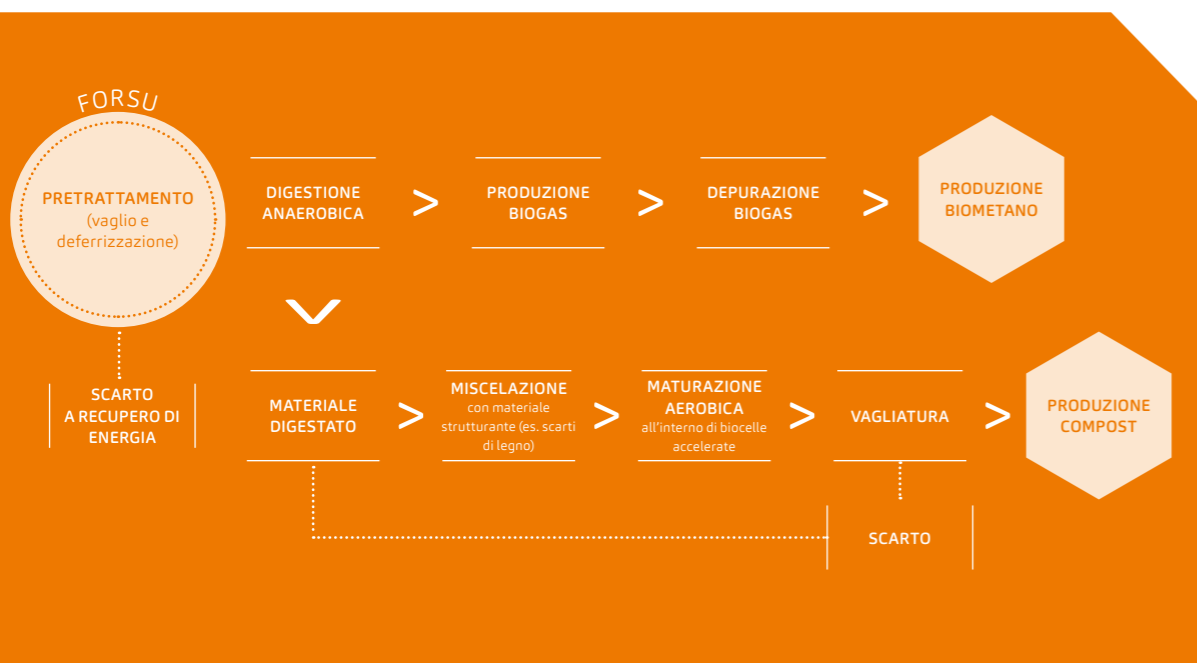 FORSU
PRETRATTAMENTO
(vaglio e
deferrizzazione)
SCARTO
A RECUPERO DI
ENERGIA
DIGESTIONE
ANAEROBICA
>
PRODUZIONE
BIOGAS
>
DEPURAZIONE
BIOGAS
>
PRODUZIONE
BIOMETANO
MATERIALE
DIGESTATO
>
MISCELAZIONE
con materiale
strutturante (es. scarti
di legno)
>
MATURAZIONE
AEROBICA
all'interno di biocelle
accelerate
>
VAGLIATURA
>
PRODUZIONE
COMPOST
SCARTO